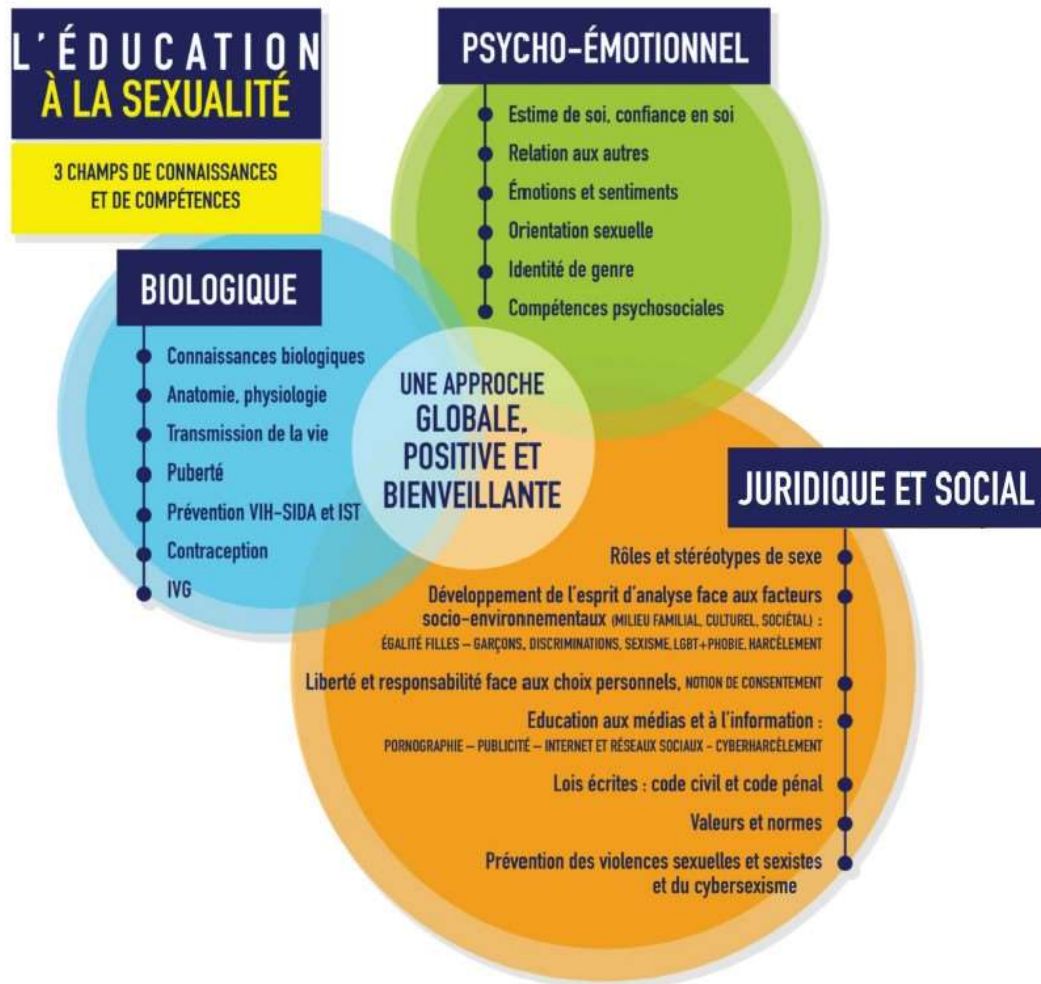 L'ÉDUCATION
À LA SEXUALITÉ
3 CHAMPS DE CONNAISSANCES
ET DE COMPÉTENCES
PSYCHO-ÉMOTIONNEL
Estime de soi, confiance en soi
Relation aux autres
Émotions et sentiments
Orientation sexuelle
Identité de genre
Compétences psychosociales
BIOLOGIQUE
Connaissances biologiques
Anatomie, physiologie
Transmission de la vie
Puberté
Prévention VIH-SIDA et IST
Contraception
IVG
UNE APPROCHE
GLOBALE,
POSITIVE ET
BIENVEILLANTE
JURIDIQUE ET SOCIAL
Rôles et stéréotypes de sexe
Développement de l'esprit d'analyse face aux facteurs
socio-environnementaux (MILIEU FAMILIAL, CULTUREL, SOCIÉTAL) :
ÉGALITÉ FILLES – GARÇONS, DISCRIMINATIONS, SEXISME, LGBT+PHOBIE, HARCÈLEMENT
Liberté et responsabilité face aux choix personnels, NOTION DE CONSENTEMENT
Education aux médias et à l'information :
PORNOGRAPHIE – PUBLICITÉ – INTERNET ET RÉSEAUX SOCIAUX - CYBERHARCÈLEMENT
Lois écrites : code civil et code pénal
Valeurs et normes
Prévention des violences sexuelles et sexistes
et du cybersexisme